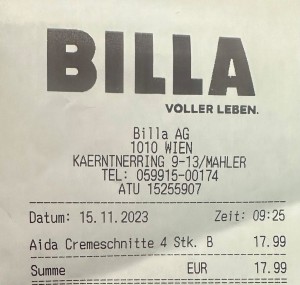 BILLA
VOLLER LEBEN.
Billa AG
1010 WIEN
KAERNTNERRING 9-13/MAHLER
TEL: 059915-00174
ATU 15255907
Datum: 15.11.2023 Zeit: 09:25
Aida Cremeschnitte 4 Stk. B 17.99
Summe EUR 17.99